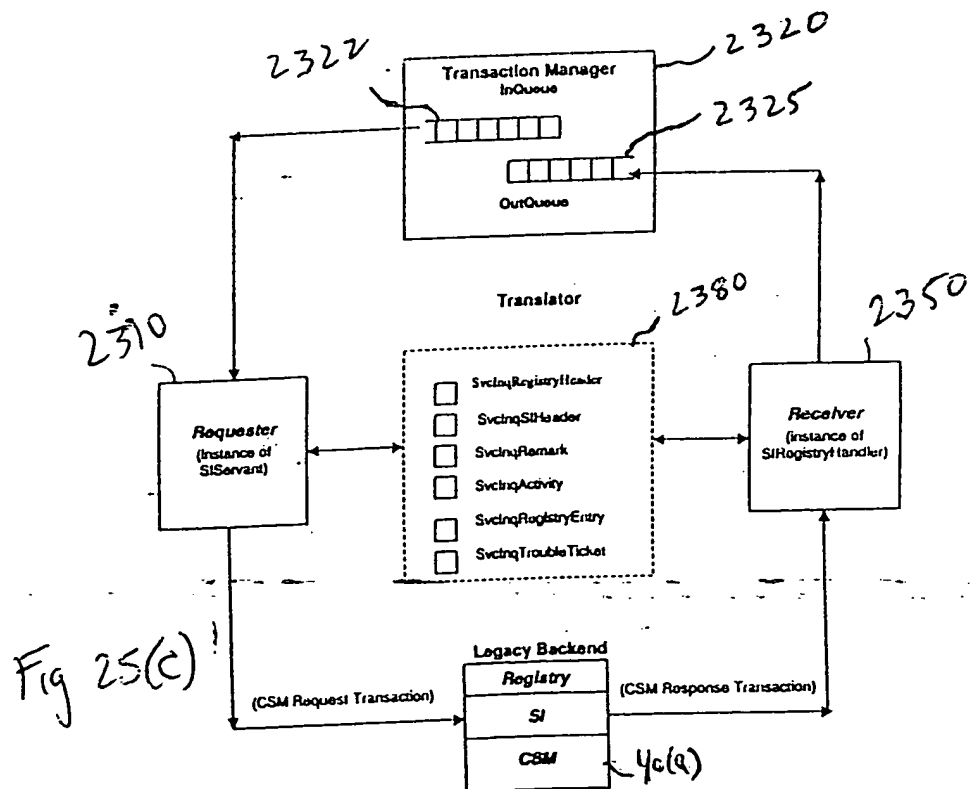 2322
2320
Transaction Manager
InQueue
2325
OutQueue
Translator
2380
2350
2310
SvcInqRegistryHeader
SvcInqSIHeader
SvcInqRemark
SvcInqActivity
SvcInqRegistryEntry
SvcInqTroubleTicket
Requester
(Instance of
SIServant)
Receiver
(instance of
SIRegistryHandler)
Fig 25(c)
Legacy Backend
Registry
(CSM Request Transaction)
(CSM Response Transaction)
SI
CSM